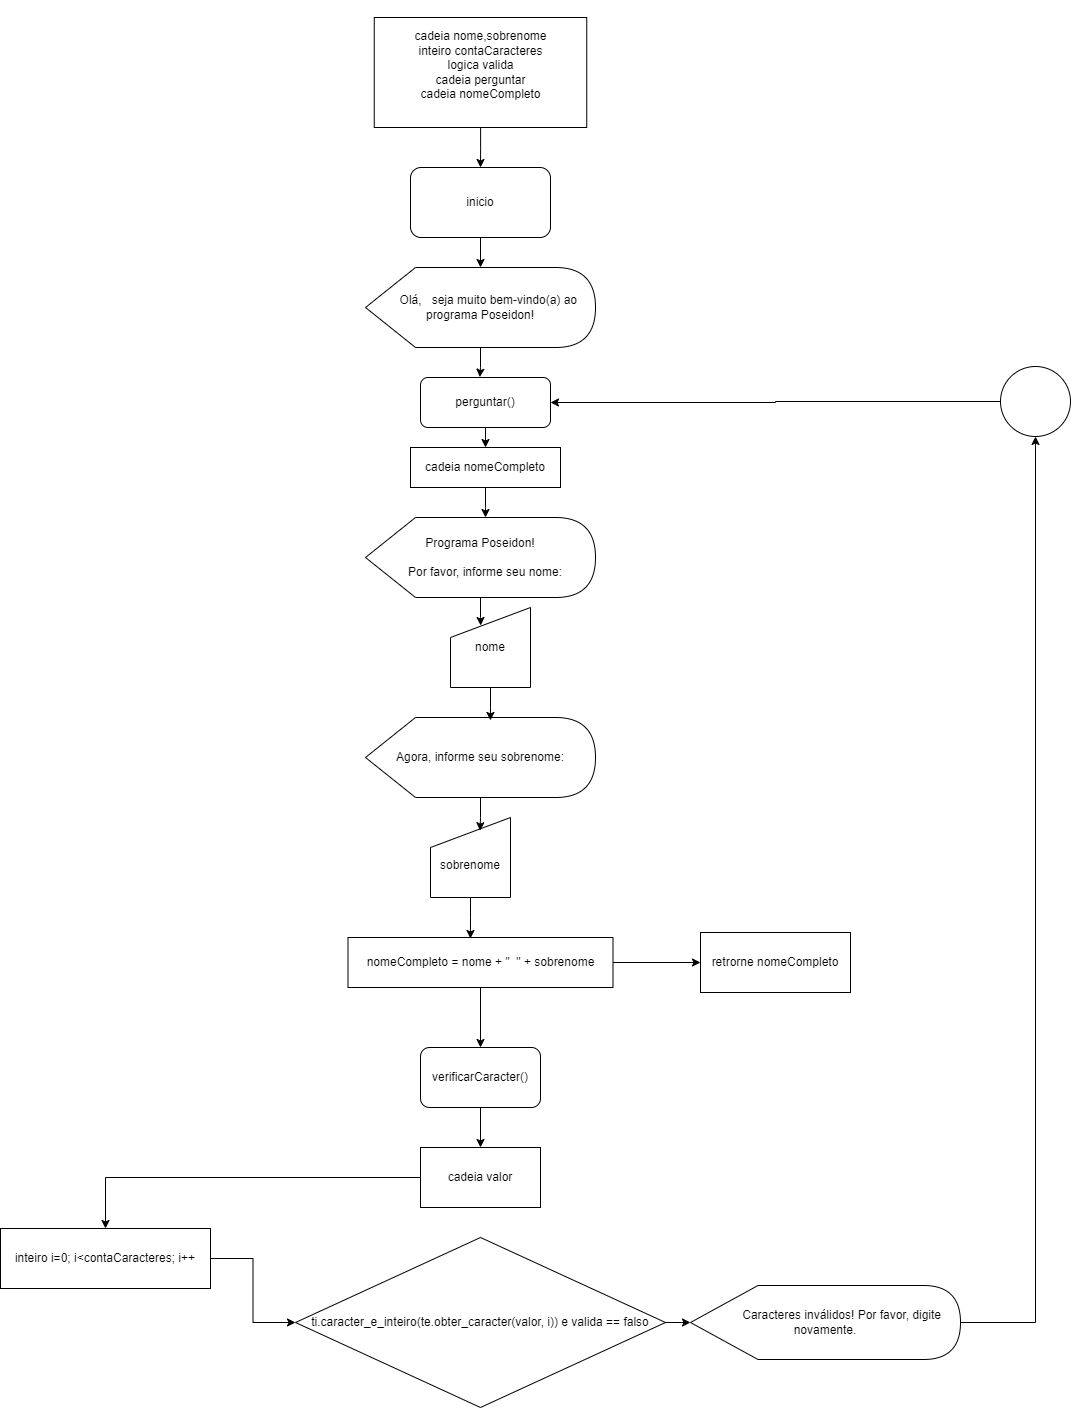 cadeia nome,sobrenome
inteiro contaCaracteres
logica valida
cadeia perguntar
cadeia nomeCompleto
inicio
Olá,   seja muito bem-vindo(a) ao
programa Poseidon!
perguntar()
cadeia nomeCompleto
Programa Poseidon!
Por favor, informe seu nome:
nome
Agora, informe seu sobrenome:
sobrenome
nomeCompleto = nome + "  " + sobrenome
retrorne nomeCompleto
verificarCaracter()
cadeia valor
inteiro i=0; i<contaCaracteres; i++
ti.caracter_e_inteiro(te.obter_caracter(valor, i)) e valida == falso
Caracteres inválidos! Por favor, digite
novamente.